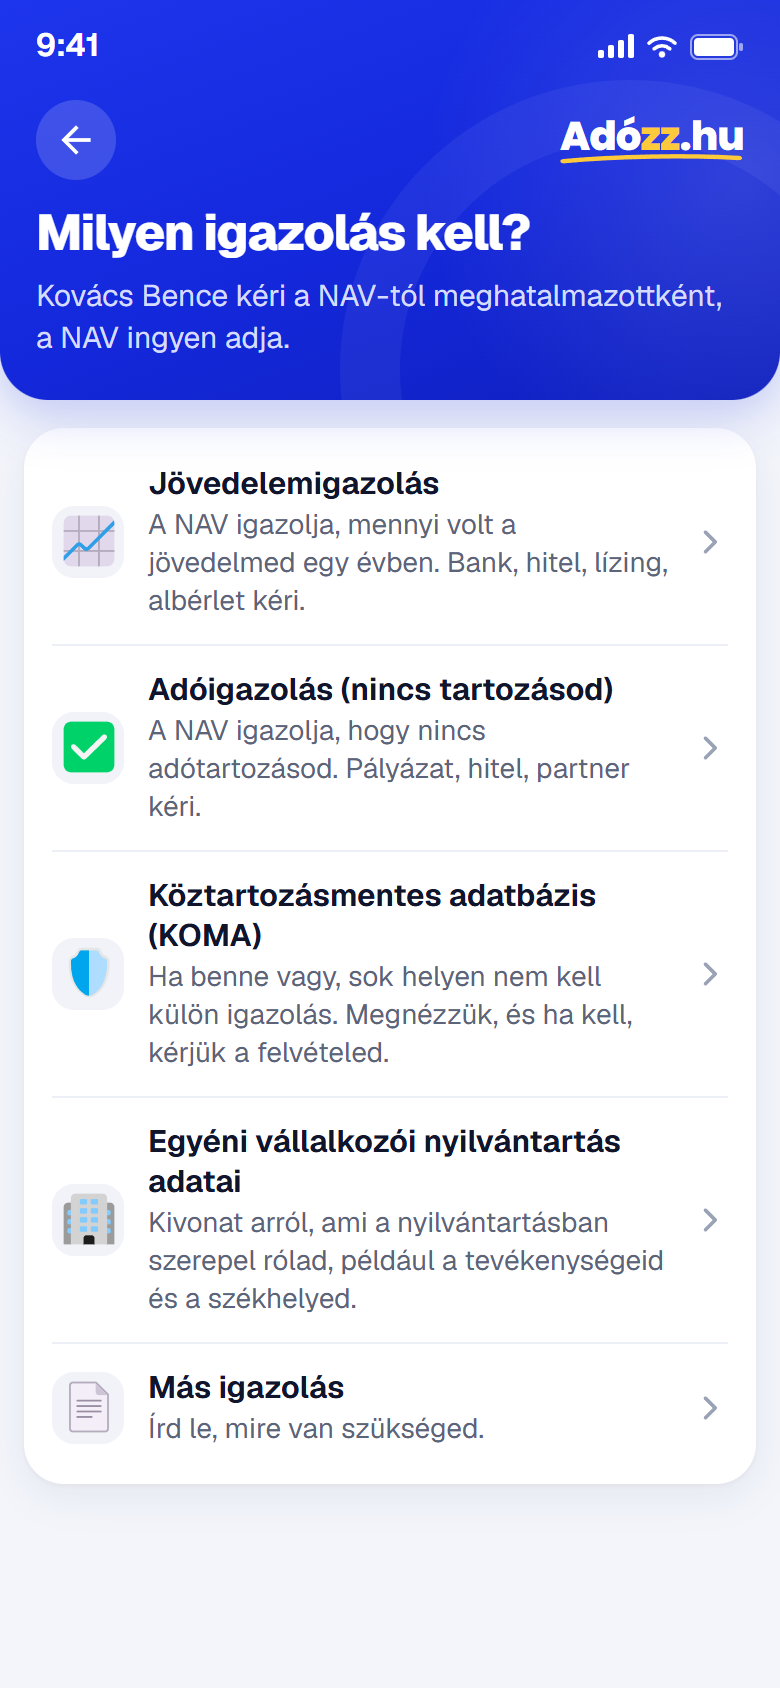 9:41
Adózz.hu
Milyen igazolás kell?
Kovács Bence kéri a NAV-tól meghatalmazottként,
a NAV ingyen adja.
Jövedelemigazolás
A NAV igazolja, mennyi volt a
jövedelmed egy évben. Bank, hitel, lízing,
albérlet kéri.
Adóigazolás (nincs tartozásod)
A NAV igazolja, hogy nincs
adótartozásod. Pályázat, hitel, partner
kéri.
Köztartozásmentes adatbázis
(KOMA)
Ha benne vagy, sok helyen nem kell
külön igazolás. Megnézzük, és ha kell,
kérjük a felvételed.
Egyéni vállalkozói nyilvántartás
adatai
Kivonat arról, ami a nyilvántartásban
szerepel rólad, például a tevékenységeid
és a székhelyed.
Más igazolás
Írd le, mire van szükséged.